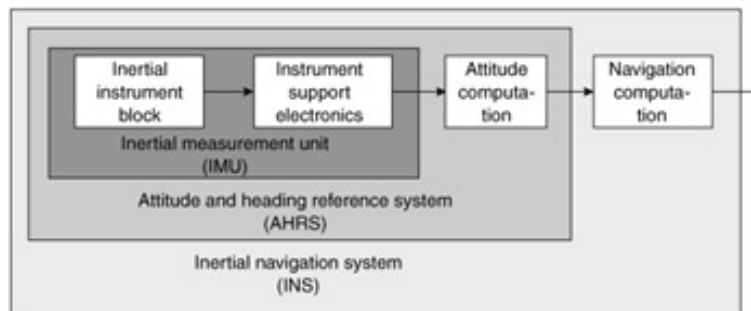 Inertial
instrument
block
Instrument
support
electronics
Attitude
computa-
tion
Navigation
computa-
tion
Inertial measurement unit
(IMU)
Attitude and heading reference system
(AHRS)
Inertial navigation system
(INS)